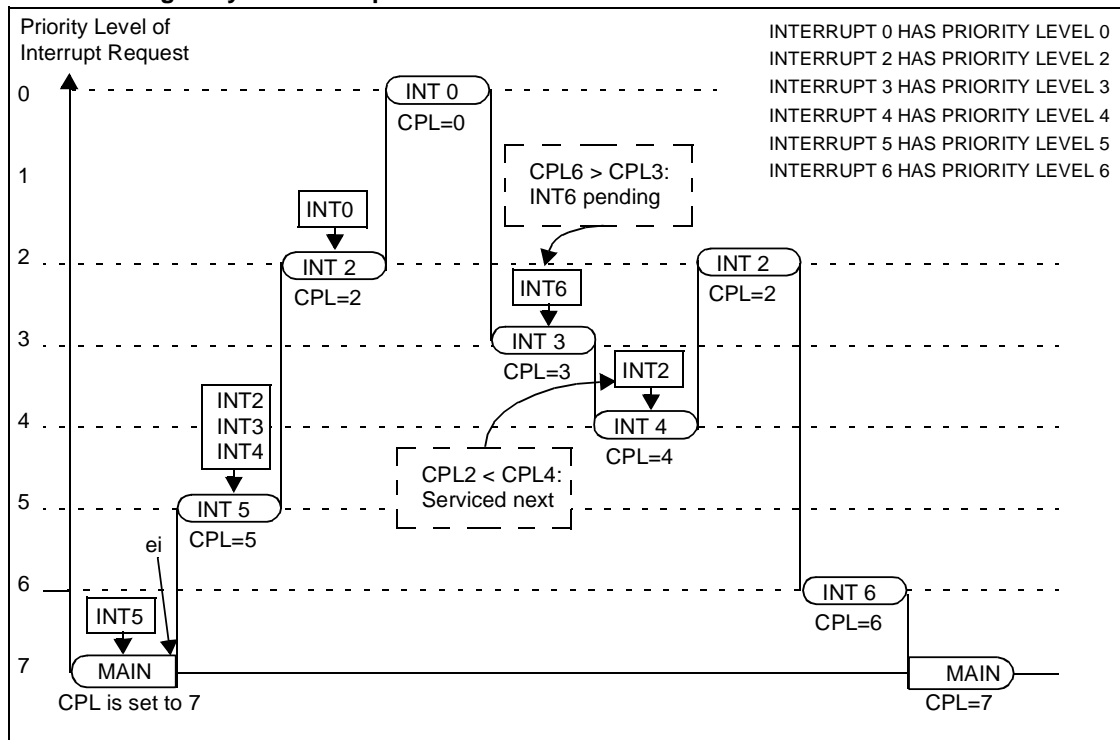 Priority Level of
Interrupt Request
INTERRUPT 0 HAS PRIORITY LEVEL 0
INTERRUPT 2 HAS PRIORITY LEVEL 2
INTERRUPT 3 HAS PRIORITY LEVEL 3
INTERRUPT 4 HAS PRIORITY LEVEL 4
INTERRUPT 5 HAS PRIORITY LEVEL 5
INTERRUPT 6 HAS PRIORITY LEVEL 6
0
INT 0
CPL=0
1
CPL6 > CPL3:
INT6 pending
INT0
2
INT 2
CPL=2
INT 2
CPL=2
INT6
3
INT 3
CPL=3
INT2
INT2
INT3
INT4
4
INT 4
CPL=4
CPL2 < CPL4:
Serviced next
5
INT 5
CPL=5
ei
6
INT 6
CPL=6
INT5
7
MAIN
CPL is set to 7
MAIN
CPL=7